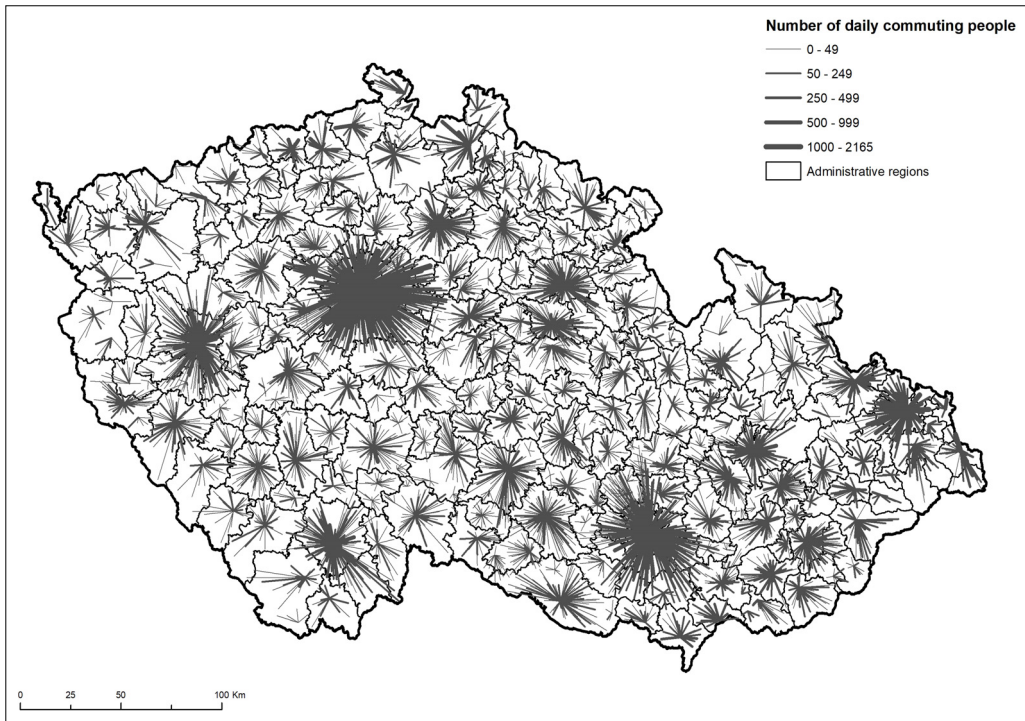 Number of daily commuting people
0 - 49
50 - 249
250 - 499
500 - 999
1000 - 2165
Administrative regions
0 25 50 100 Km